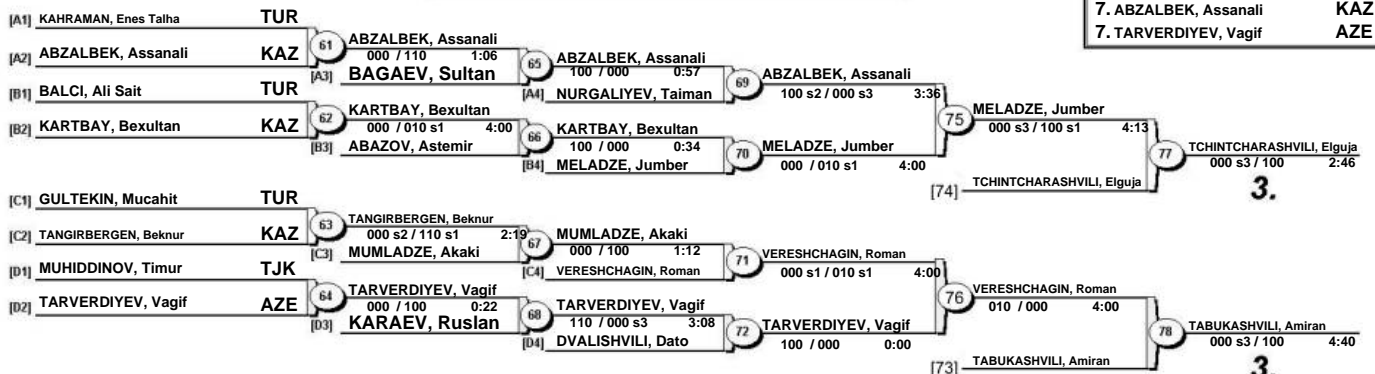 7. ABZALBEK, Assanali KAZ
7. TARVERDIYEV, Vagif AZE
[A1] KAHRAMAN, Enes Talha TUR
61 ABZALBEK, Assanali
000 / 110 1:06
[A2] ABZALBEK, Assanali KAZ
[A3] BAGAEV, Sultan
65 ABZALBEK, Assanali
100 / 000 0:57
[A4] NURGALIYEV, Taiman
69 ABZALBEK, Assanali
100 s2 / 000 s3 3:36
[B1] BALCI, Ali Sait TUR
62 KARTBAY, Bexultan
000 / 010 s1 4:00
[B2] KARTBAY, Bexultan KAZ
[B3] ABAZOV, Astemir
66 KARTBAY, Bexultan
100 / 000 0:34
[B4] MELADZE, Jumber
70 MELADZE, Jumber
000 / 010 s1 4:00
75 MELADZE, Jumber
000 s3 / 100 s1 4:13
[74] TCHINTCHARASHVILI, Elguja
77 TCHINTCHARASHVILI, Elguja
000 s3 / 100 2:46
3.
[C1] GULTEKIN, Mucahit TUR
63 TANGIRBERGEN, Beknur
000 s2 / 110 s1 2:19
[C2] TANGIRBERGEN, Beknur KAZ
[C3] MUMLADZE, Akaki
67 MUMLADZE, Akaki
000 / 100 1:12
[C4] VERESHCHAGIN, Roman
71 VERESHCHAGIN, Roman
000 s1 / 010 s1 4:00
[D1] MUHIDDINOV, Timur TJK
64 TARVERDIYEV, Vagif
000 / 100 0:22
[D2] TARVERDIYEV, Vagif AZE
[D3] KARAEV, Ruslan
68 TARVERDIYEV, Vagif
110 / 000 s3 3:08
[D4] DVALISHVILI, Dato
72 TARVERDIYEV, Vagif
100 / 000 0:00
76 VERESHCHAGIN, Roman
010 / 000 4:00
[73] TABUKASHVILI, Amiran
78 TABUKASHVILI, Amiran
000 s3 / 100 4:40
3.